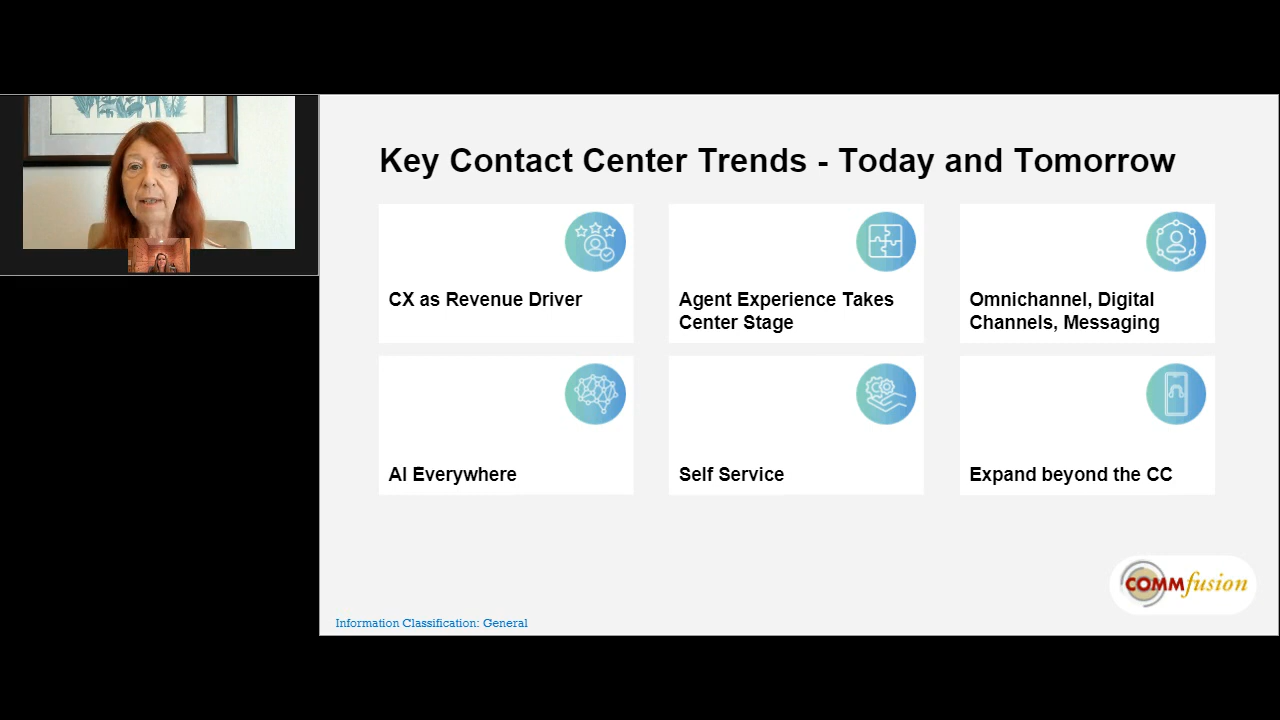 Key Contact Center Trends - Today and Tomorrow
CX as Revenue Driver
Agent Experience Takes
Center Stage
Omnichannel, Digital
Channels, Messaging
AI Everywhere
Self Service
Expand beyond the CC
COMMfusion
Information Classification: General